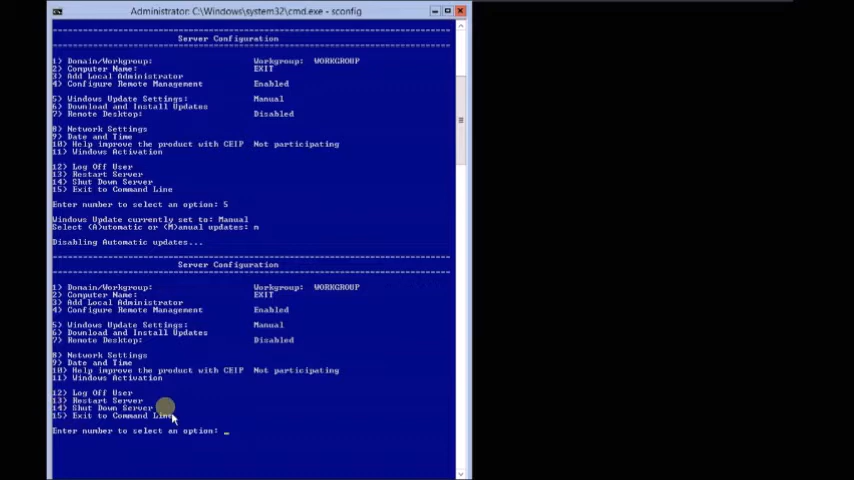 Administrator: C:\Windows\system32\cmd.exe - sconfig
Server Configuration
1) Domain/Workgroup: Workgroup: WORKGROUP
2) Computer Name: EXIT
3) Add Local Administrator
4) Configure Remote Management Enabled
5) Windows Update Settings: Manual
6) Download and Install Updates
7) Remote Desktop: Disabled
8) Network Settings
9) Date and Time
10) Help improve the product with CEIP Not participating
11) Windows Activation
12) Log Off User
13) Restart Server
14) Shut Down Server
15) Exit to Command Line
Enter number to select an option: 5
Windows Update currently set to: Manual
Select (A)utomatic or (M)anual updates: m
Disabling Automatic updates...
Server Configuration
1) Domain/Workgroup: Workgroup: WORKGROUP
2) Computer Name: EXIT
3) Add Local Administrator
4) Configure Remote Management Enabled
5) Windows Update Settings: Manual
6) Download and Install Updates
7) Remote Desktop: Disabled
8) Network Settings
9) Date and Time
10) Help improve the product with CEIP Not participating
11) Windows Activation
12) Log Off User
13) Restart Server
14) Shut Down Server
15) Exit to Command Line
Enter number to select an option: _